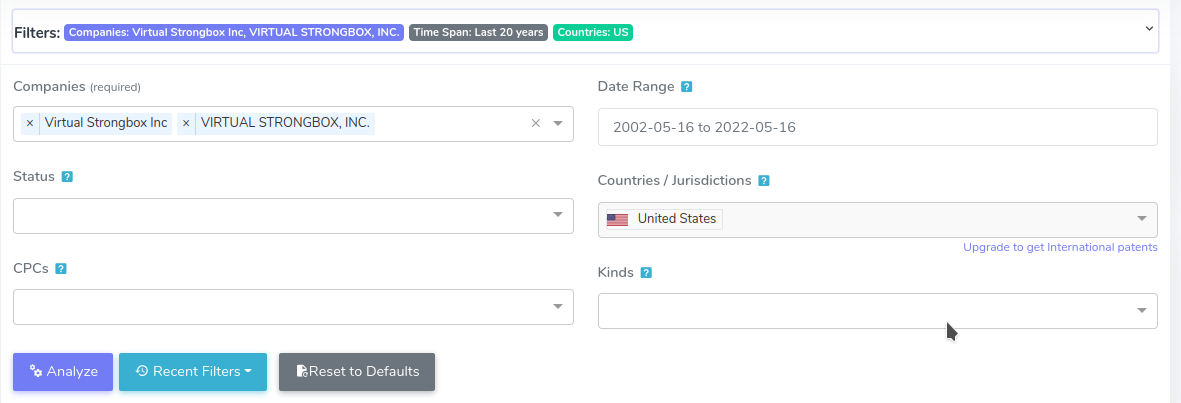 Filters: Companies: Virtual Strongbox Inc, VIRTUAL STRONGBOX, INC. Time Span: Last 20 years Countries: US
Companies (required)
× Virtual Strongbox Inc × VIRTUAL STRONGBOX, INC. ×
Date Range ?
2002-05-16 to 2022-05-16
Status ?
Countries / Jurisdictions ?
United States
Upgrade to get International patents
CPCs ?
Kinds ?
Analyze Recent Filters Reset to Defaults